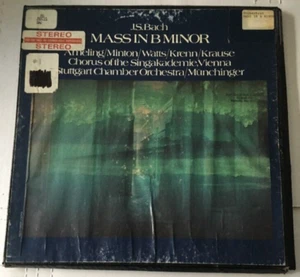 J.S. Bach
MASS IN B MINOR
Ameling/Minton/Watts/Krenn/Krause
Chorus of the Singakademie, Vienna
Stuttgart Chamber Orchestra/Münchinger
STEREO
STEREO